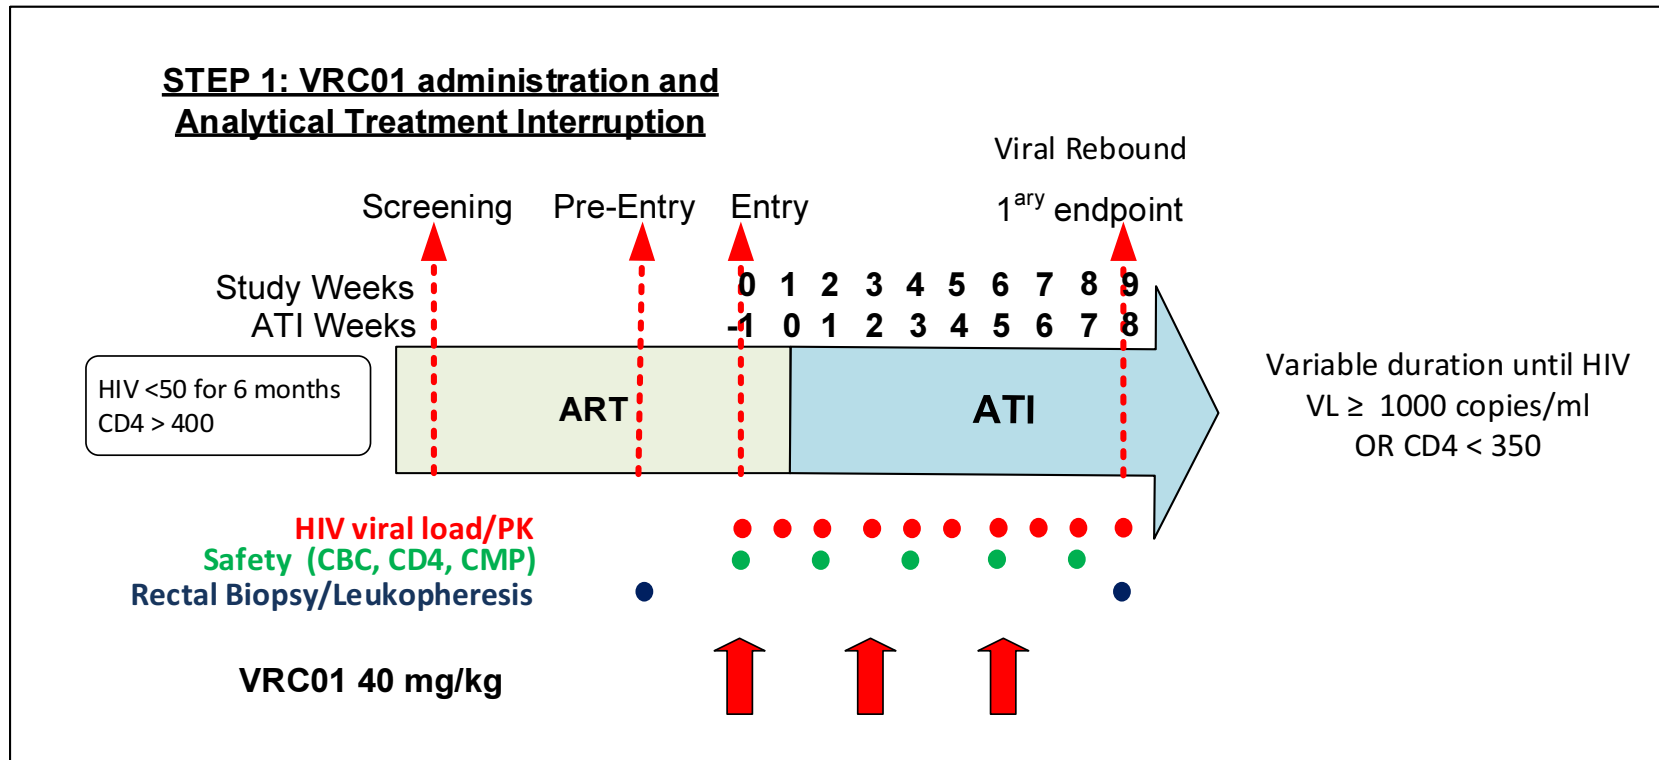 STEP 1: VRC01 administration and
Analytical Treatment Interruption
Viral Rebound
Screening Pre-Entry Entry 1ary endpoint
Study Weeks 0 1 2 3 4 5 6 7 8 9
ATI Weeks -1 0 1 2 3 4 5 6 7 8
HIV <50 for 6 months
CD4 > 400
ART
ATI
Variable duration until HIV
VL ≥ 1000 copies/ml
OR CD4 < 350
HIV viral load/PK
Safety (CBC, CD4, CMP)
Rectal Biopsy/Leukopheresis
VRC01 40 mg/kg